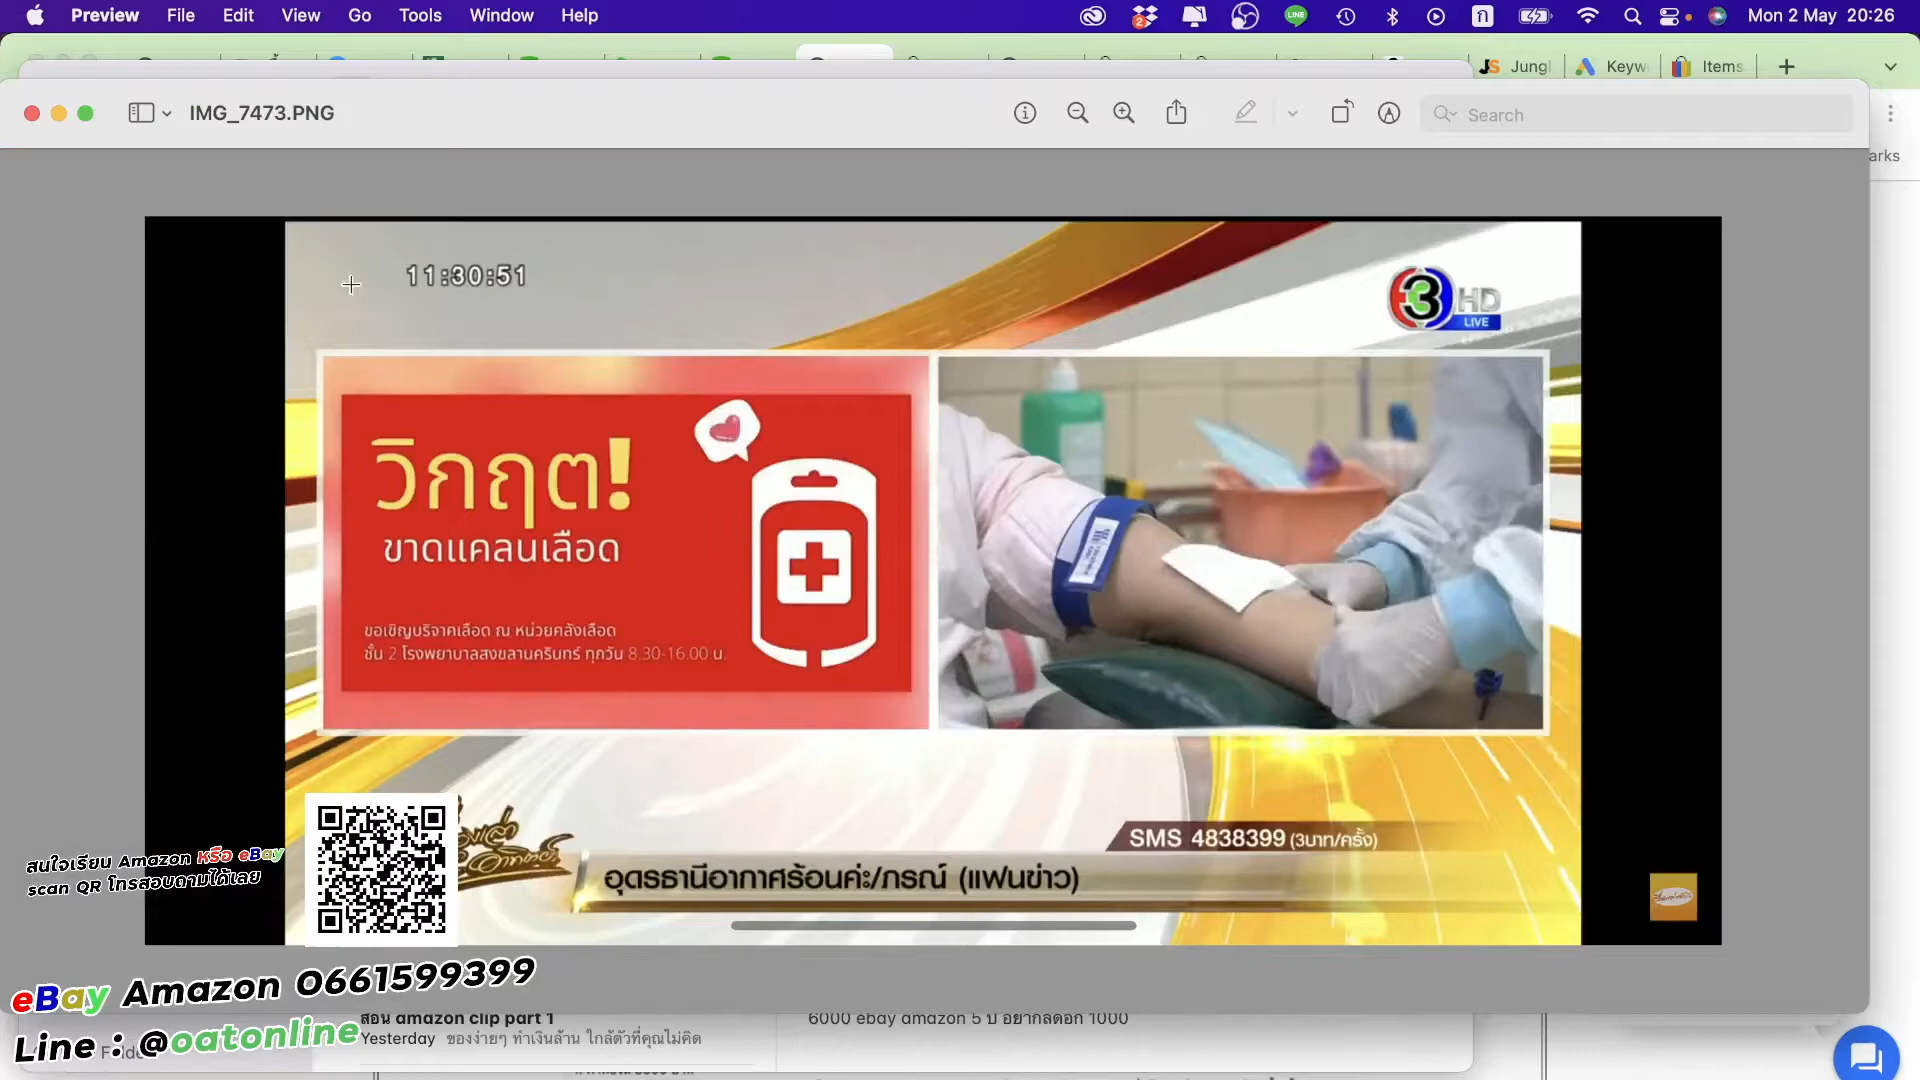 Preview File Edit View Go Tools Window Help
2
LINE
ก
Mon 2 May 20:26
JS Jungl
Keyw
Items
IMG_7473.PNG
Search
arks
11:30:51
3 HD
LIVE
วิกฤต!
ขาดแคลนเลือด
ขอเชิญบริจาคเลือด ณ หน่วยคลังเลือด
ชั้น 2 โรงพยาบาลสงขลานครินทร์ ทุกวัน 8.30-16.00 น.
SMS 4838399 (3บาท/ครั้ง)
อุดรธานีอากาศร้อนค่ะ/ภรณ์ (แฟนข่าว)
สนใจเรียน Amazon หรือ eBay
scan QR โทรสอบถามได้เลย
eBay Amazon 0661599399
Line : @oatonline
สอน amazon clip part 1
Yesterday ของง่ายๆ ทำเงินล้าน ใกล้ตัวที่คุณไม่คิด
6000 ebay amazon 5 ปี
1000